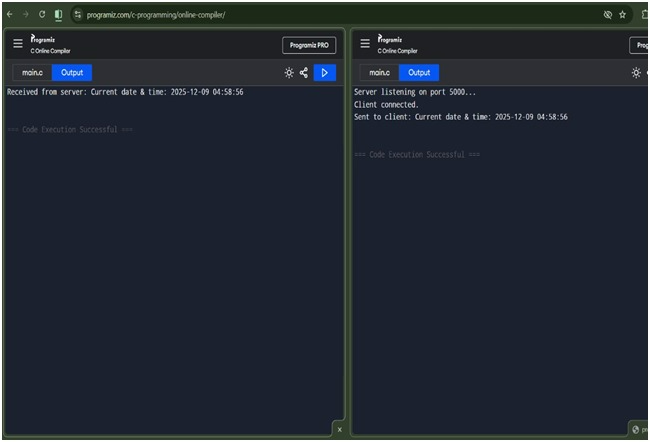 programiz.com/c-programming/online-compiler/
Programiz
C Online Compiler
Programiz PRO
main.c
Output
Received from server: Current date & time: 2025-12-09 04:58:56
=== Code Execution Successful ===
x
Programiz
C Online Compiler
Prog
main.c
Output
Server listening on port 5000...
Client connected.
Sent to client: Current date & time: 2025-12-09 04:58:56
=== Code Execution Successful ===
pro